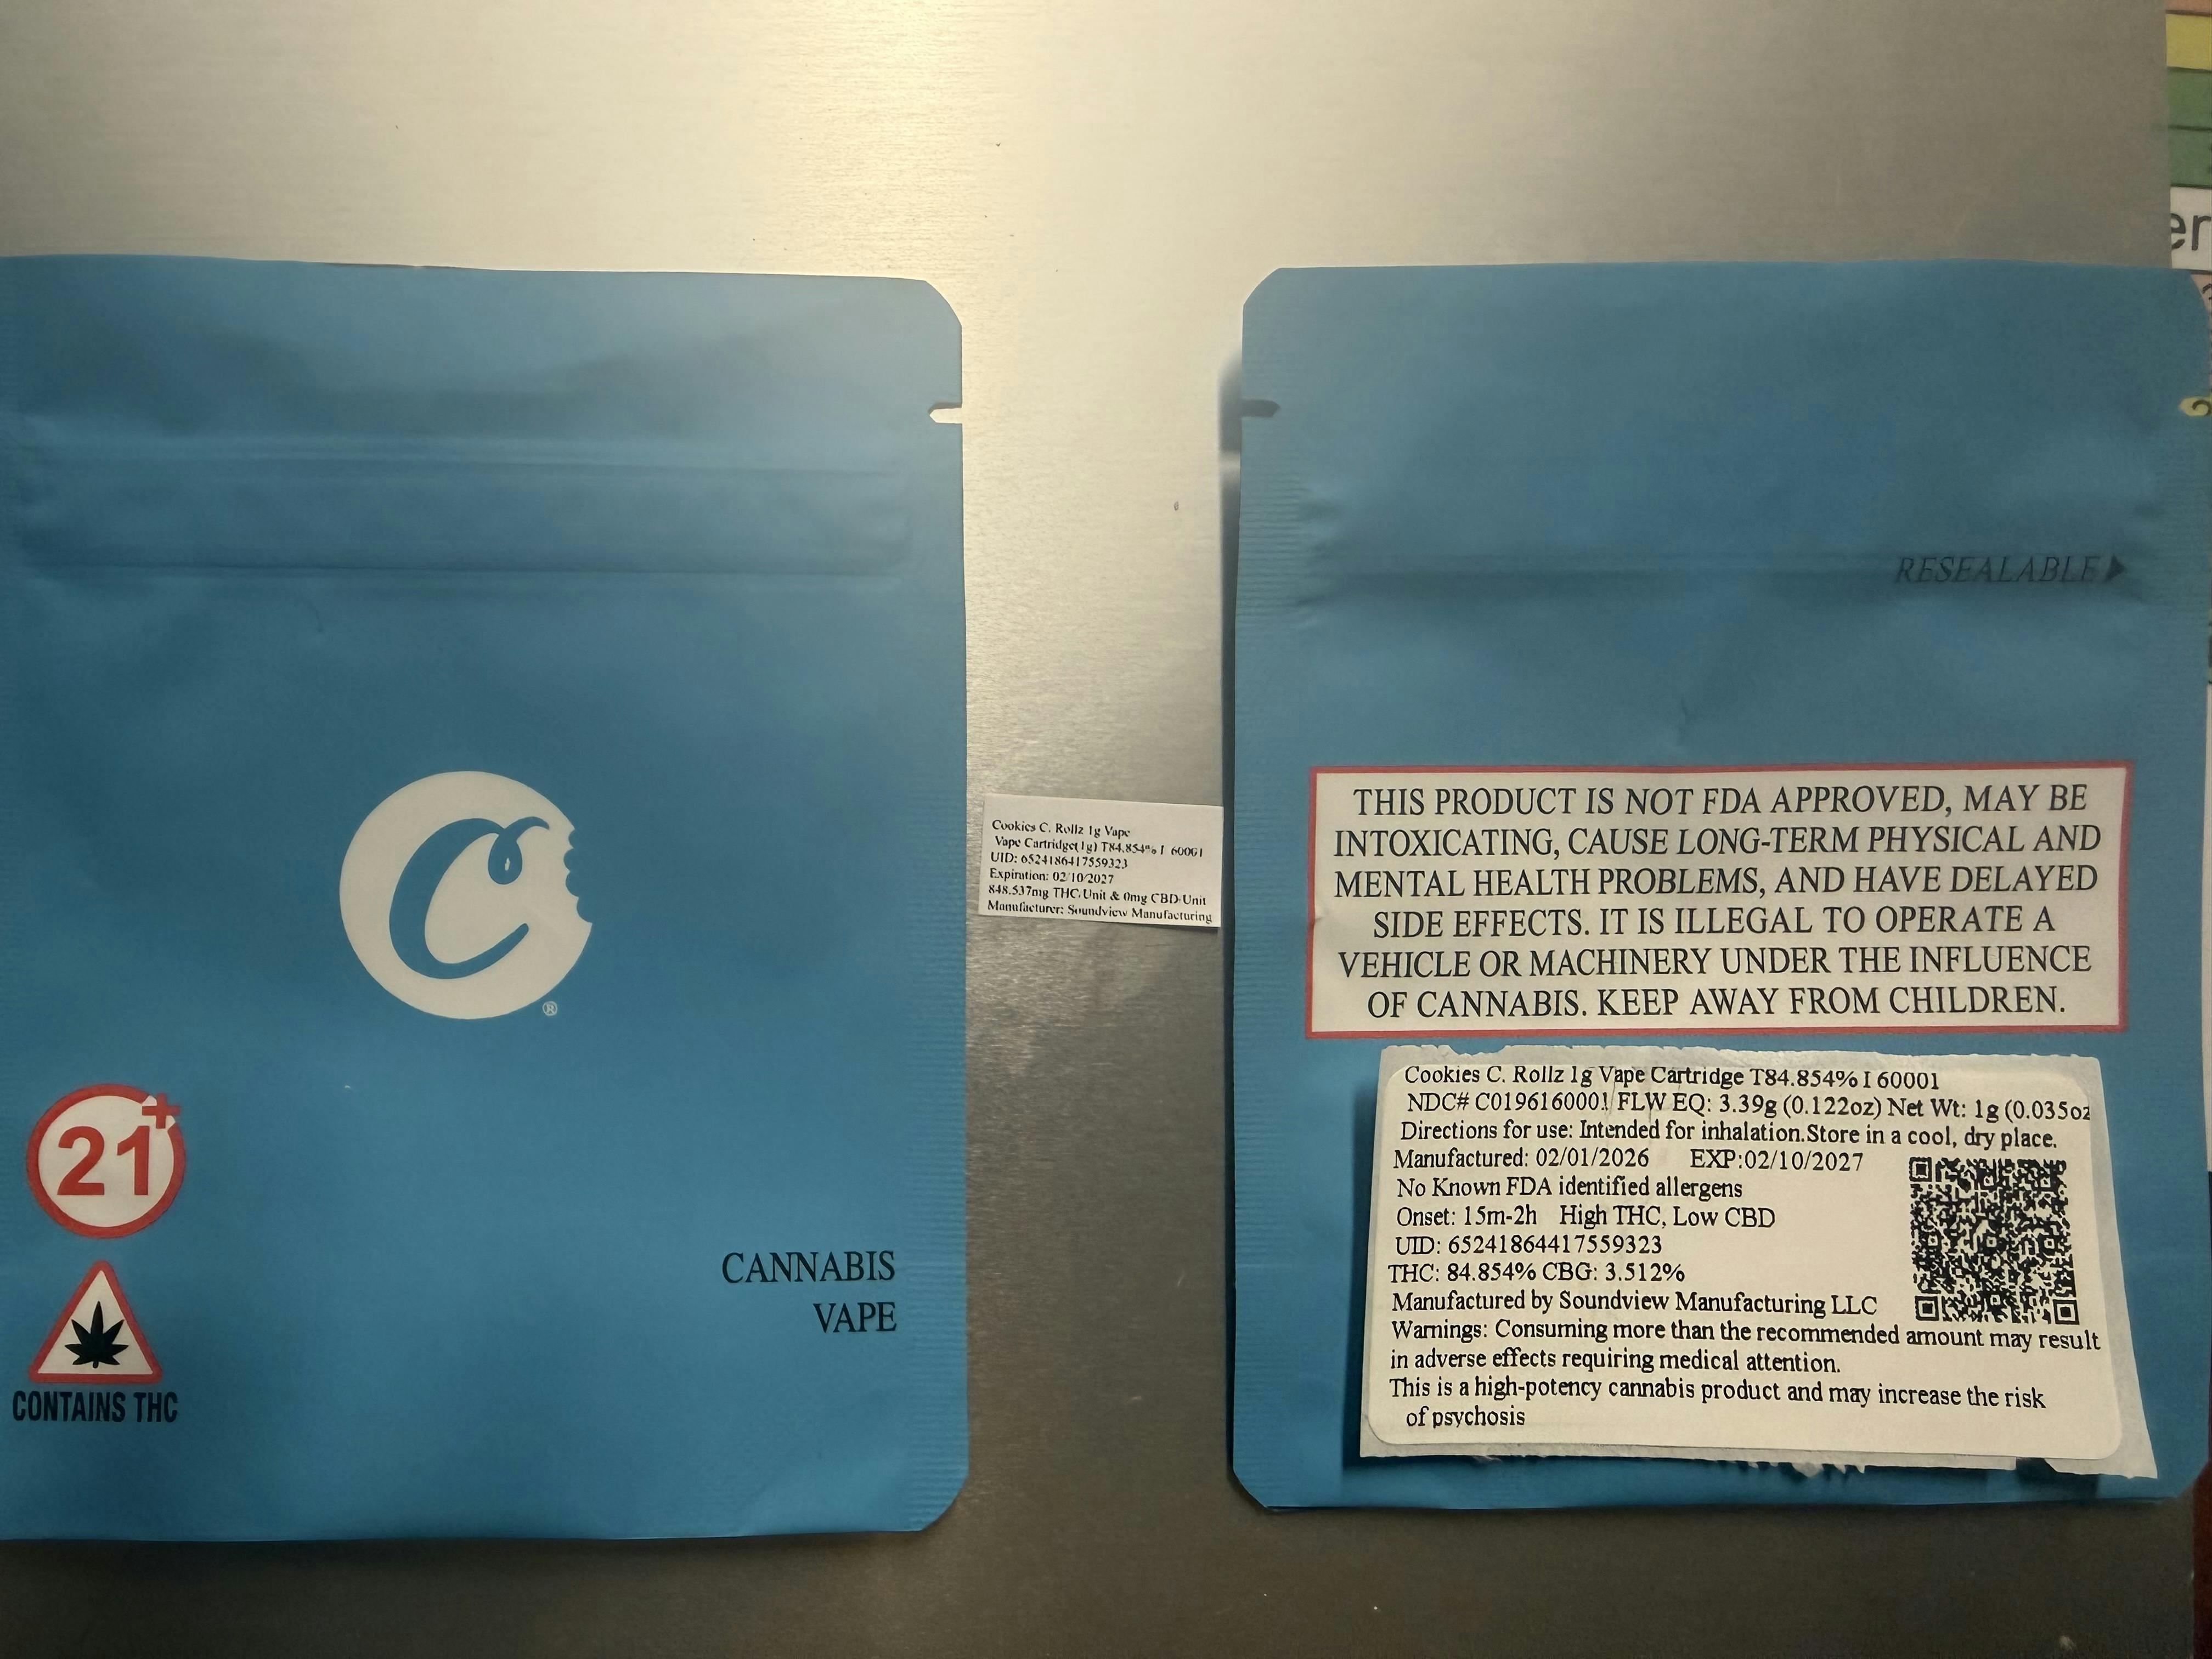 C
®
21+
CONTAINS THC
CANNABIS
VAPE
Cookies C. Rollz 1g Vape
Vape Cartridge(1g) T84.854% I 60001
UID: 6524186417559323
Expiration: 02/10/2027
848.537mg THC/Unit & 0mg CBD/Unit
Manufacturer: Soundview Manufacturing
RESEALABLE
THIS PRODUCT IS NOT FDA APPROVED, MAY BE
INTOXICATING, CAUSE LONG-TERM PHYSICAL AND
MENTAL HEALTH PROBLEMS, AND HAVE DELAYED
SIDE EFFECTS. IT IS ILLEGAL TO OPERATE A
VEHICLE OR MACHINERY UNDER THE INFLUENCE
OF CANNABIS. KEEP AWAY FROM CHILDREN.
Cookies C. Rollz 1g Vape Cartridge T84.854% I 60001
NDC# C0196160001 FLW EQ: 3.39g (0.122oz) Net Wt: 1g (0.035oz
Directions for use: Intended for inhalation.Store in a cool, dry place.
Manufactured: 02/01/2026 EXP:02/10/2027
No Known FDA identified allergens
Onset: 15m-2h High THC, Low CBD
UID: 65241864417559323
THC: 84.854% CBG: 3.512%
Manufactured by Soundview Manufacturing LLC
Warnings: Consuming more than the recommended amount may result
in adverse effects requiring medical attention.
This is a high-potency cannabis product and may increase the risk
of psychosis
er